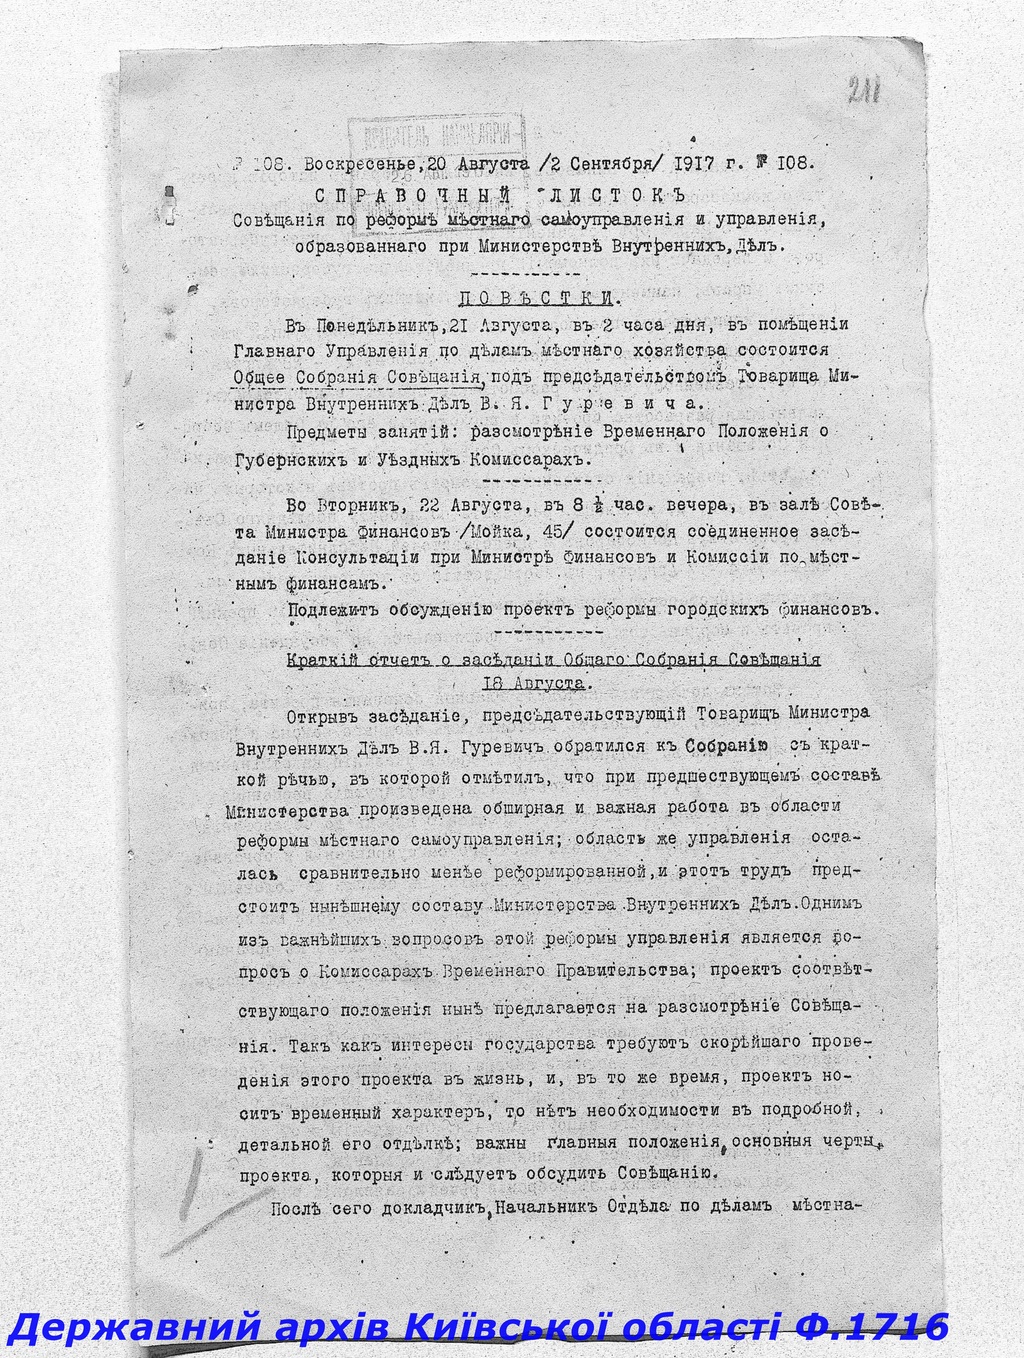 211
№ 108. Воскресенье, 20 Августа /2 Сентября/ 1917 г. № 108.
СПРАВОЧНЫЙ ЛИСТОКЪ
Совѣщанія по реформѣ мѣстнаго самоуправленія и управленія,
образованнаго при Министерствѣ Внутреннихъ Дѣлъ.
ПОВѢСТКИ.
Въ Понедѣльникъ, 21 Августа, въ 2 часа дня, въ помѣщеніи
Главнаго Управленія по дѣламъ мѣстнаго хозяйства состоится
Общее Собранія Совѣщанія, подъ предсѣдательствомъ Товарища Ми-
нистра Внутреннихъ Дѣлъ В. Я. Гуревича.
Предметы занятій: разсмотрѣніе Временнаго Положенія о
Губернскихъ и Уѣздныхъ Комиссарахъ.
Во Вторникъ, 22 Августа, въ 8 ½ час. вечера, въ залѣ Совѣ-
та Министра Финансовъ /Мойка, 45/ состоится соединенное засѣ-
даніе Консультаціи при Министрѣ Финансовъ и Комиссіи по мѣст-
нымъ финансамъ.
Подлежитъ обсужденію проектъ реформы городскихъ финансовъ.
Краткій отчетъ о засѣданіи Общаго Собранія Совѣщанія
18 Августа.
Открывъ засѣданіе, предсѣдательствующій Товарищъ Министра
Внутреннихъ Дѣлъ В.Я. Гуревичъ обратился къ Собранію съ крат-
кой рѣчью, въ которой отмѣтилъ, что при предшествующемъ составѣ
Министерства произведена обширная и важная работа въ области
реформы мѣстнаго самоуправленія; область же управленія оста-
лась сравнительно менѣе реформированной, и этотъ трудъ пред-
стоитъ нынѣшнему составу Министерства Внутреннихъ Дѣлъ. Однимъ
изъ важнѣйшихъ вопросовъ этой реформы управленія является во-
просъ о Комиссарахъ Временнаго Правительства; проектъ соотвѣт-
ствующаго положенія нынѣ предлагается на разсмотрѣніе Совѣща-
нія. Такъ какъ интересы государства требуютъ скорѣйшаго прове-
денія этого проекта въ жизнь, и, въ то же время, проектъ но-
ситъ временный характеръ, то нѣтъ необходимости въ подробной,
детальной его отдѣлкѣ; важны главныя положенія, основныя черты
проекта, которыя и слѣдуетъ обсудить Совѣщанію.
Послѣ сего докладчикъ, Начальникъ Отдѣла по дѣламъ мѣстна-
Державний архів Київської області Ф.1716